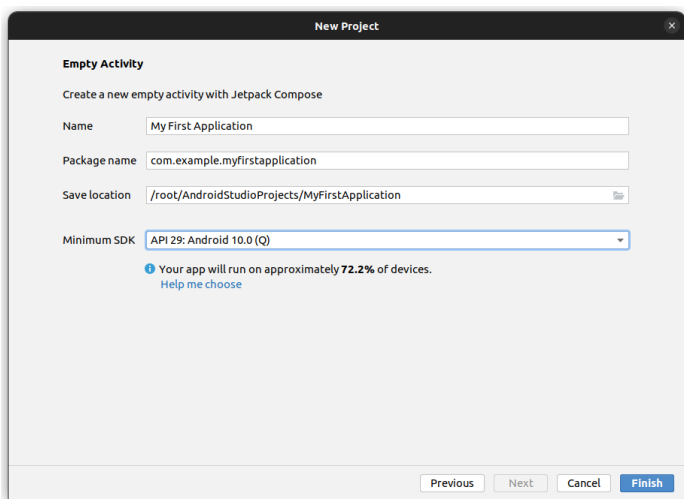 New Project
Empty Activity
Create a new empty activity with Jetpack Compose
Name My First Application
Package name com.example.myfirstapplication
Save location /root/AndroidStudioProjects/MyFirstApplication
Minimum SDK API 29: Android 10.0 (Q)
Your app will run on approximately 72.2% of devices.
Help me choose
Previous Next Cancel Finish